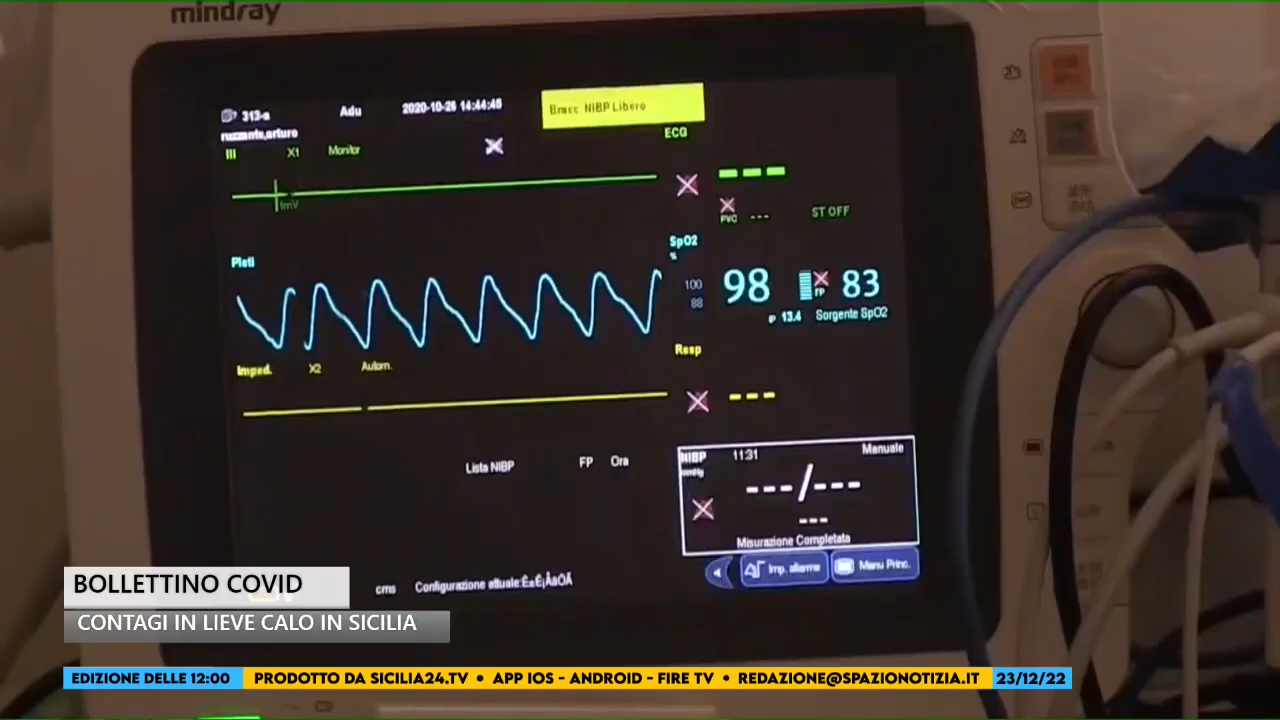 mindray
313-a
Adu
2020-10-26 14:44:45
Bracc. NIBP Libero
ruzzante,arturo
III X1 Monitor
ECG
1mV
PVC ---
ST OFF
Pleti
SpO2
%
100
88
98
FP
83
IP 13.4 Sorgente SpO2
Imped. X2 Autom.
Resp
---
Lista NIBP FP Ora
NIBP 11:31 Manuale
mmHg
---/---
---
Misurazione Completata
Imp. allarme
Menu Princ.
cms Configurazione attuale:
BOLLETTINO COVID
CONTAGI IN LIEVE CALO IN SICILIA
EDIZIONE DELLE 12:00 PRODOTTO DA SICILIA24.TV • APP IOS - ANDROID - FIRE TV • REDAZIONE@SPAZIONOTIZIA.IT 23/12/22